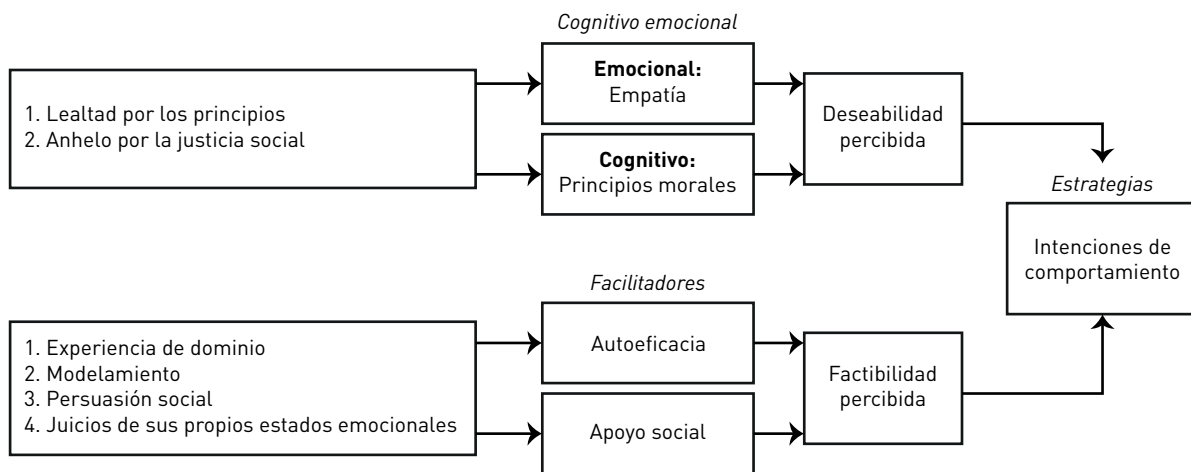 Cognitivo emocional
Emocional:
Empatía
1. Lealtad por los principios
2. Anhelo por la justicia social
Cognitivo:
Principios morales
Deseabilidad
percibida
Estrategias
Intenciones de
comportamiento
Facilitadores
1. Experiencia de dominio
2. Modelamiento
3. Persuasión social
4. Juicios de sus propios estados emocionales
Autoeficacia
Apoyo social
Factibilidad
percibida